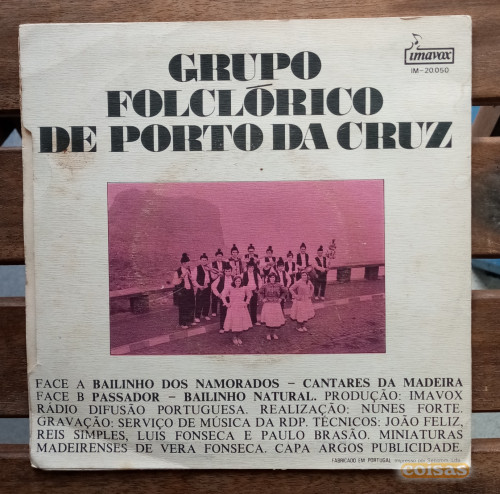 imavox
IM-20.050
GRUPO
FOLCLÓRICO
DE PORTO DA CRUZ
FACE A BAILINHO DOS NAMORADOS – CANTARES DA MADEIRA
FACE B PASSADOR – BAILINHO NATURAL. PRODUÇÃO: IMAVOX
RÁDIO DIFUSÃO PORTUGUESA. REALIZAÇÃO: NUNES FORTE.
GRAVAÇÃO: SERVIÇO DE MÚSICA DA RDP. TÉCNICOS: JOÃO FELIZ,
REIS SIMPLES, LUIS FONSECA E PAULO BRASÃO. MINIATURAS
MADEIRENSES DE VERA FONSECA. CAPA ARGOS PUBLICIDADE.
FABRICADO EM PORTUGAL
coisas